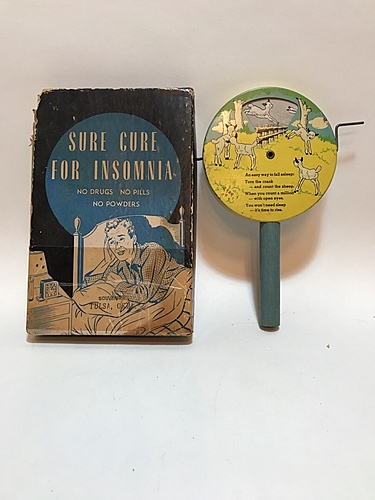 SURE CURE
FOR INSOMNIA
NO DRUGS NO PILLS
NO POWDERS
TULSA,
An easy way to fall asleep:
Turn the crank
— and count the sheep.
When you count a million
— with open eyes,
You won't need sleep
— it's time to rise.